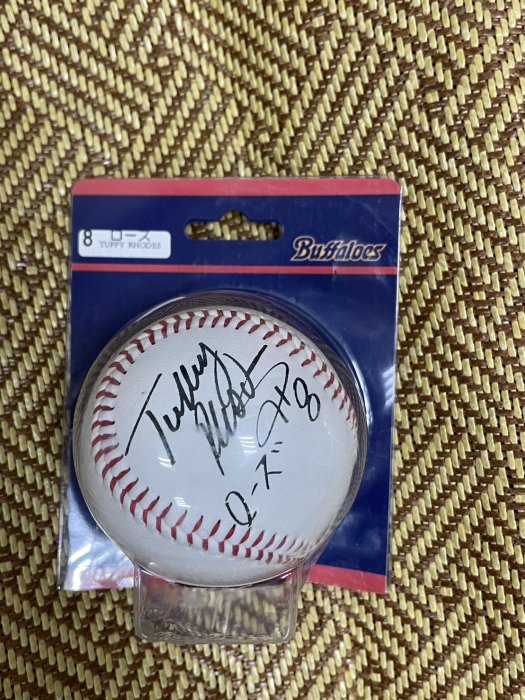 8 ローズ
TUFFY RHODES
Buffaloes
Tuffy
Rhodes #8
ローズ